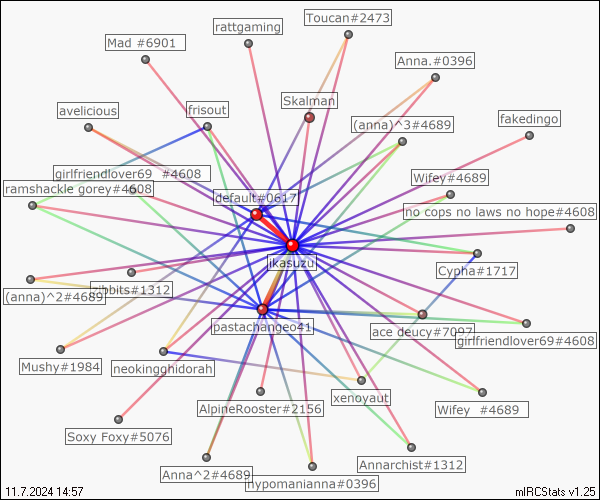 Toucan#2473
rattgaming
Mad #6901
Anna.#0396
Skalman
avelicious
frisout
(anna)^3#4689
fakedingo
girlfriendlover69 #4608
Wifey#4689
ramshackle gorey#4608
default#0617
no cops no laws no hope#4608
jkasuzu
Cypha#1717
(anna)^2#4689
bbits#1312
pastachangeo41
ace deucy#7097
girlfriendlover69#4608
Mushy#1984
neokingghidorah
xenoyaut
AlpineRooster#2156
Wifey #4689
Soxy Foxy#5076
Annarchist#1312
Anna^2#4689
hypomanianna#0396
11.7.2024 14:57
mIRCStats v1.25